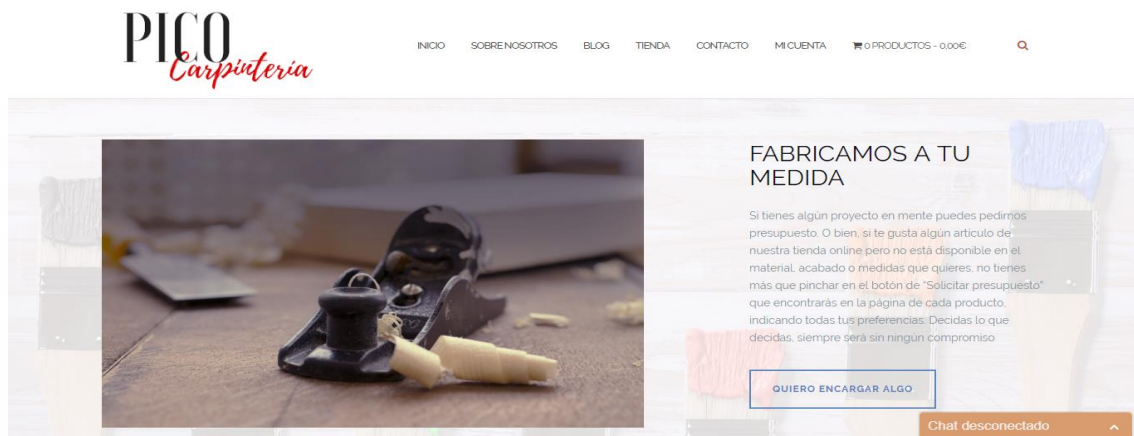 PICO
Carpintería
INICIO SOBRE NOSOTROS BLOG TIENDA CONTACTO MI CUENTA 0 PRODUCTOS - 0,00€
FABRICAMOS A TU
MEDIDA
Si tienes algún proyecto en mente puedes pedirnos
presupuesto. O bien, si te gusta algún artículo de
nuestra tienda online pero no está disponible en el
material, acabado o medidas que quieres, no tienes
más que pinchar en el botón de "Solicitar presupuesto"
que encontrarás en la página de cada producto,
indicando todas tus preferencias. Decidas lo que
decidas, siempre será sin ningún compromiso
QUIERO ENCARGAR ALGO
Chat desconectado